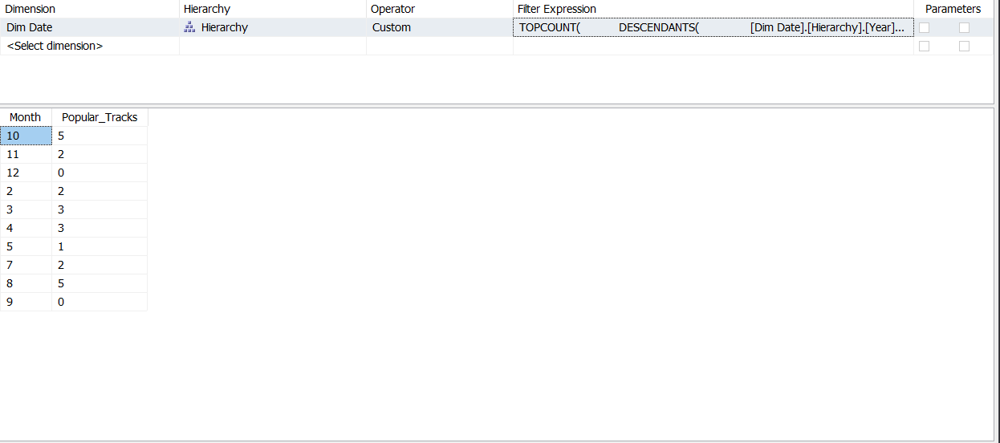 Dimension Hierarchy Operator Filter Expression Parameters
Dim Date Hierarchy Custom TOPCOUNT( DESCENDANTS( [Dim Date].[Hierarchy].[Year]...
<Select dimension>
Month Popular_Tracks
10 5
11 2
12 0
2 2
3 3
4 3
5 1
7 2
8 5
9 0